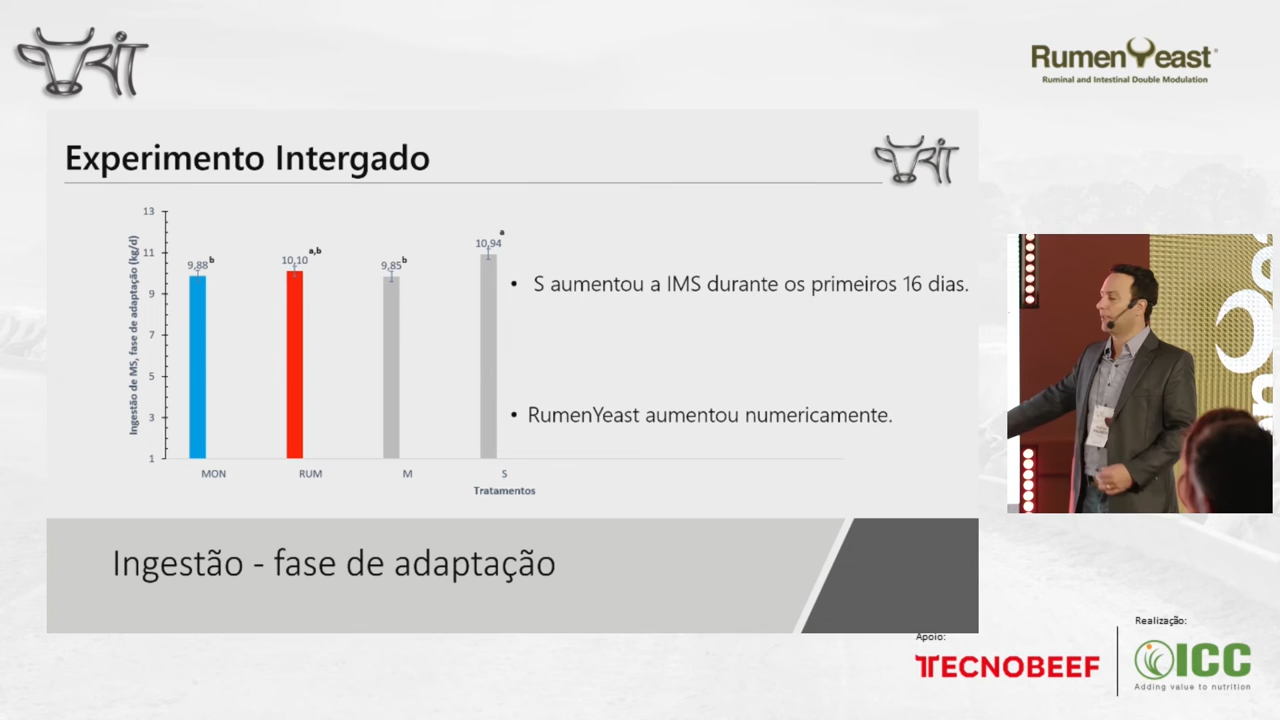 RumenYeast
Ruminal and Intestinal Double Modulation
Experimento Intergado
Ingestão de MS, fase de adaptação (kg/d)
13
11
9
7
5
3
1
9,88 b
10,10 a,b
9,85 b
10,94 a
MON RUM M S
Tratamentos
• S aumentou a IMS durante os primeiros 16 dias.
• RumenYeast aumentou numericamente.
Ingestão - fase de adaptação
Apoio:
TECNOBEEF
Realização:
ICC
Adding value to nutrition